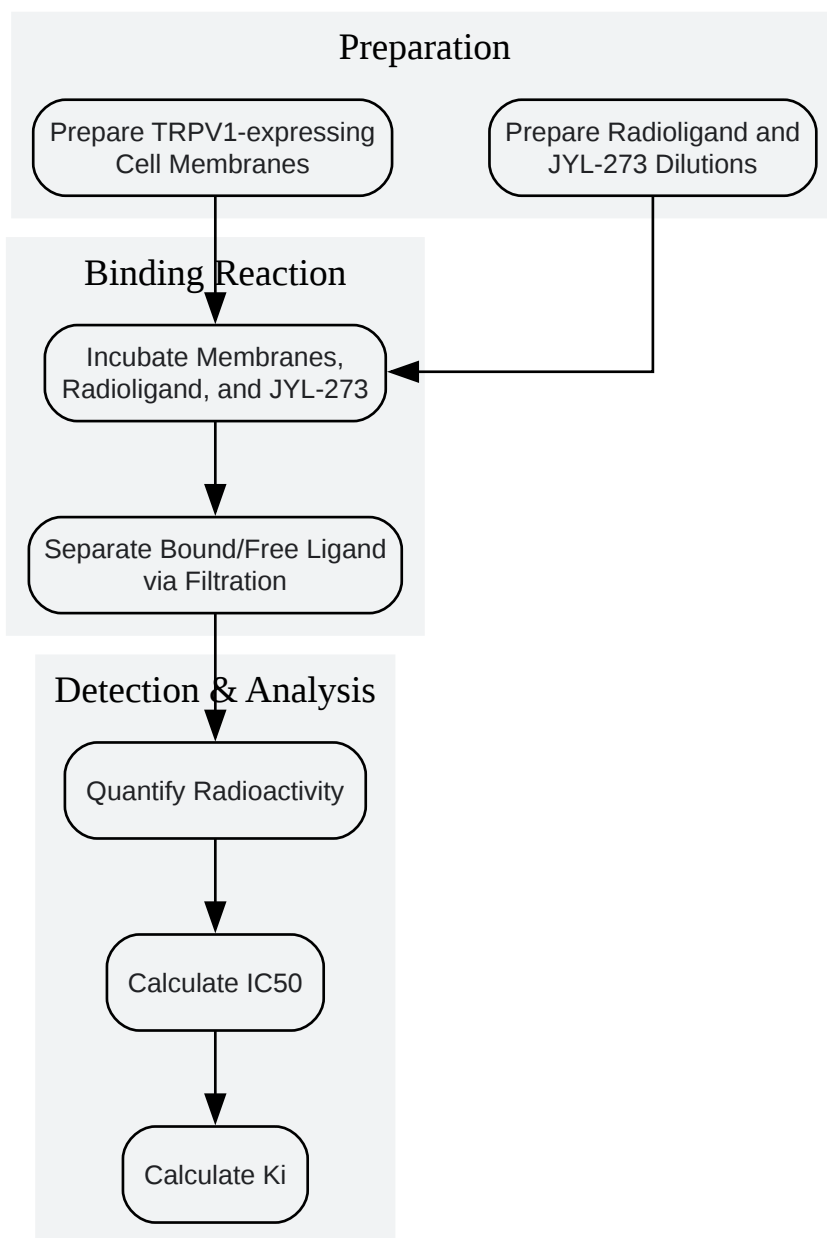 Preparation
Prepare TRPV1-expressing
Cell Membranes
Prepare Radioligand and
JYL-273 Dilutions
Binding Reaction
Incubate Membranes,
Radioligand, and JYL-273
Separate Bound/Free Ligand
via Filtration
Detection & Analysis
Quantify Radioactivity
Calculate IC50
Calculate Ki